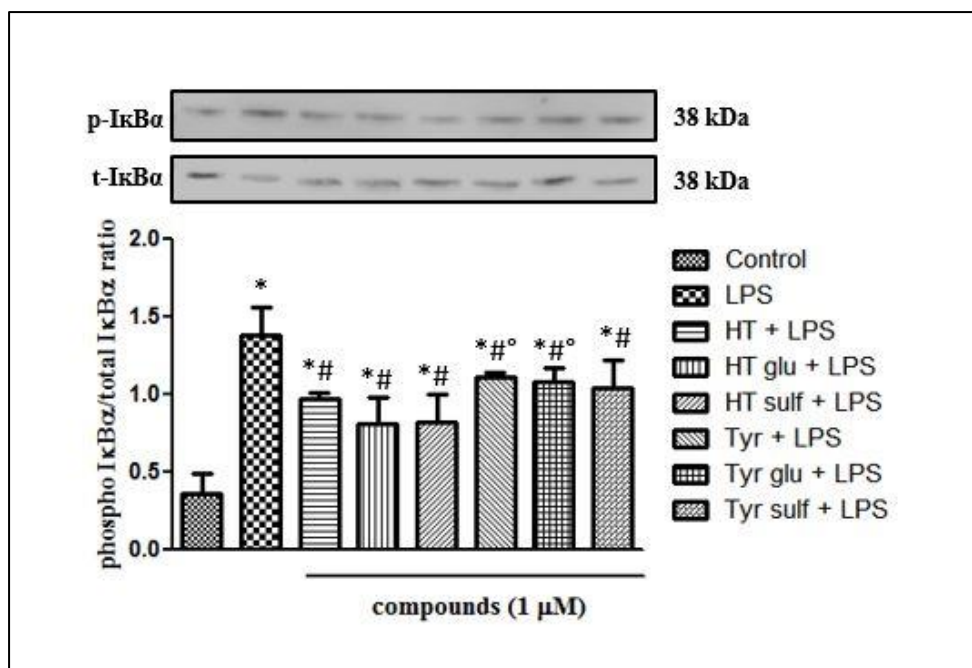 p-IκBα 38 kDa
t-IκBα 38 kDa
phospho IκBα/total IκBα ratio
2.0
1.5
1.0
0.5
0.0
*
*#
*#
*#
*#°
*#°
*#
Control
LPS
HT + LPS
HT glu + LPS
HT sulf + LPS
Tyr + LPS
Tyr glu + LPS
Tyr sulf + LPS
compounds (1 μM)